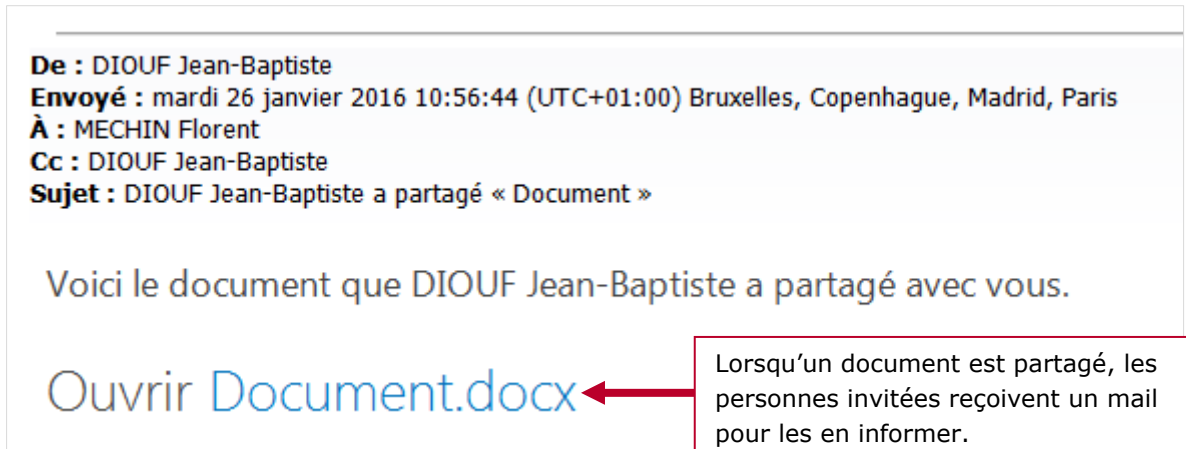 De : DIOUF Jean-Baptiste
Envoyé : mardi 26 janvier 2016 10:56:44 (UTC+01:00) Bruxelles, Copenhague, Madrid, Paris
À : MECHIN Florent
Cc : DIOUF Jean-Baptiste
Sujet : DIOUF Jean-Baptiste a partagé « Document »
Voici le document que DIOUF Jean-Baptiste a partagé avec vous.
Ouvrir Document.docx
Lorsqu’un document est partagé, les
personnes invitées reçoivent un mail
pour les en informer.